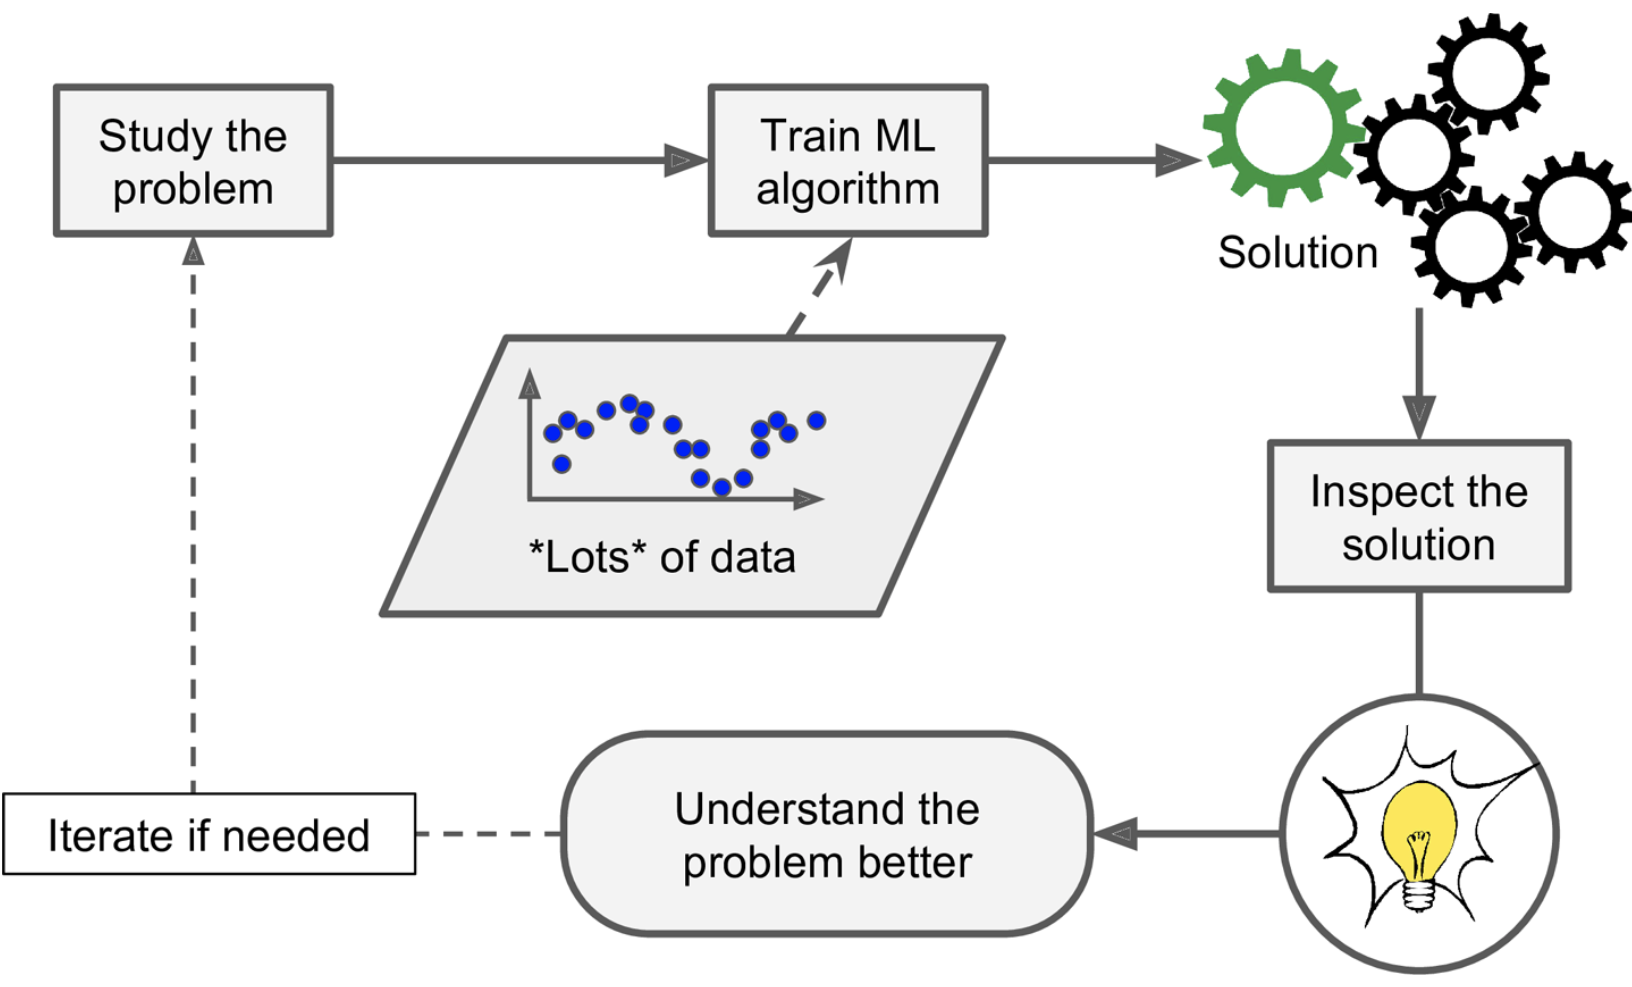 Study the
problem
Train ML
algorithm
Solution
*Lots* of data
Inspect the
solution
Understand the
problem better
Iterate if needed